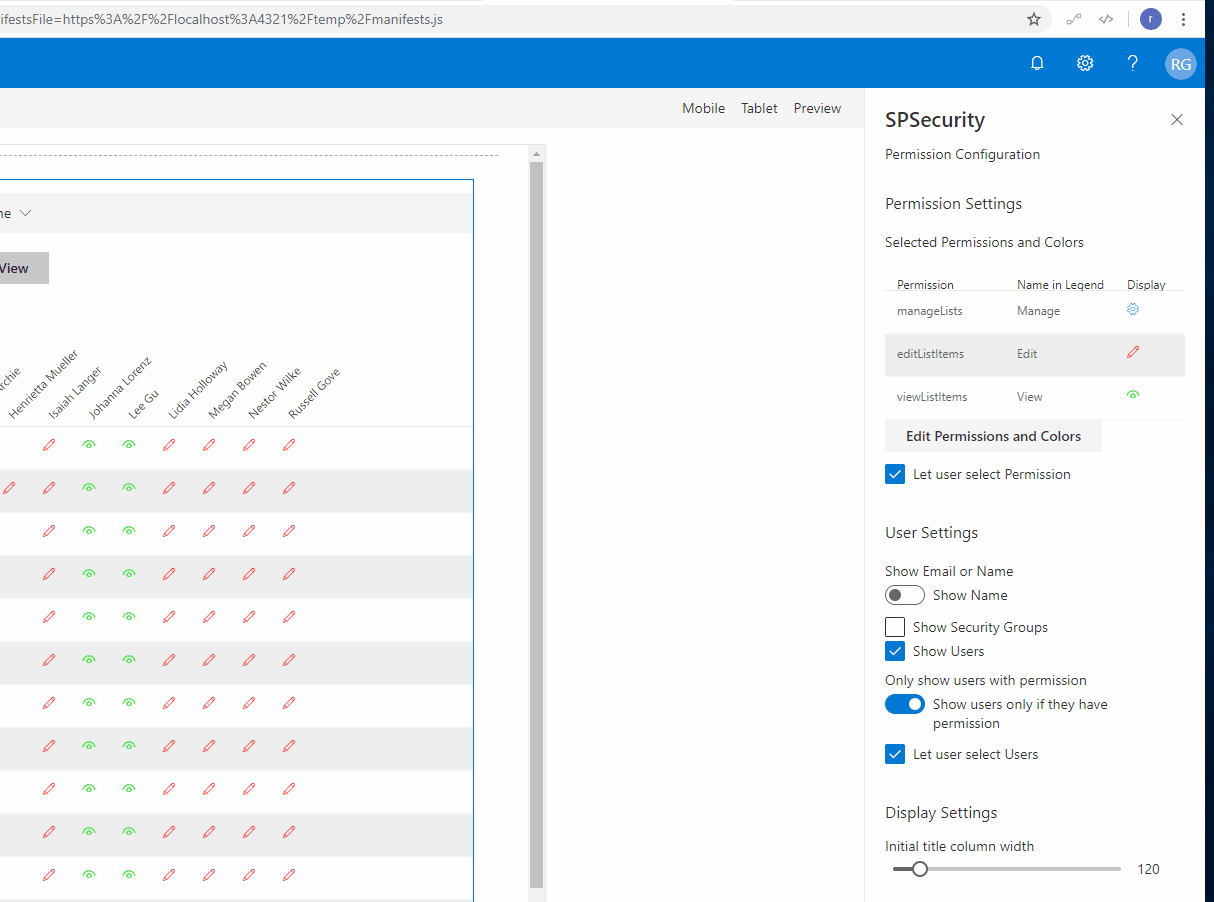 ifestsFile=https%3A%2F%2Flocalhost%3A4321%2Ftemp%2Fmanifests.js
r
RG
Mobile Tablet Preview
ne
View
rchie
Henrietta Mueller
Isaiah Langer
Johanna Lorenz
Lee Gu
Lidia Holloway
Megan Bowen
Nestor Wilke
Russell Gove
SPSecurity
Permission Configuration
Permission Settings
Selected Permissions and Colors
Permission Name in Legend Display
manageLists Manage
editListItems Edit
viewListItems View
Edit Permissions and Colors
Let user select Permission
User Settings
Show Email or Name
Show Name
Show Security Groups
Show Users
Only show users with permission
Show users only if they have
permission
Let user select Users
Display Settings
Initial title column width
120